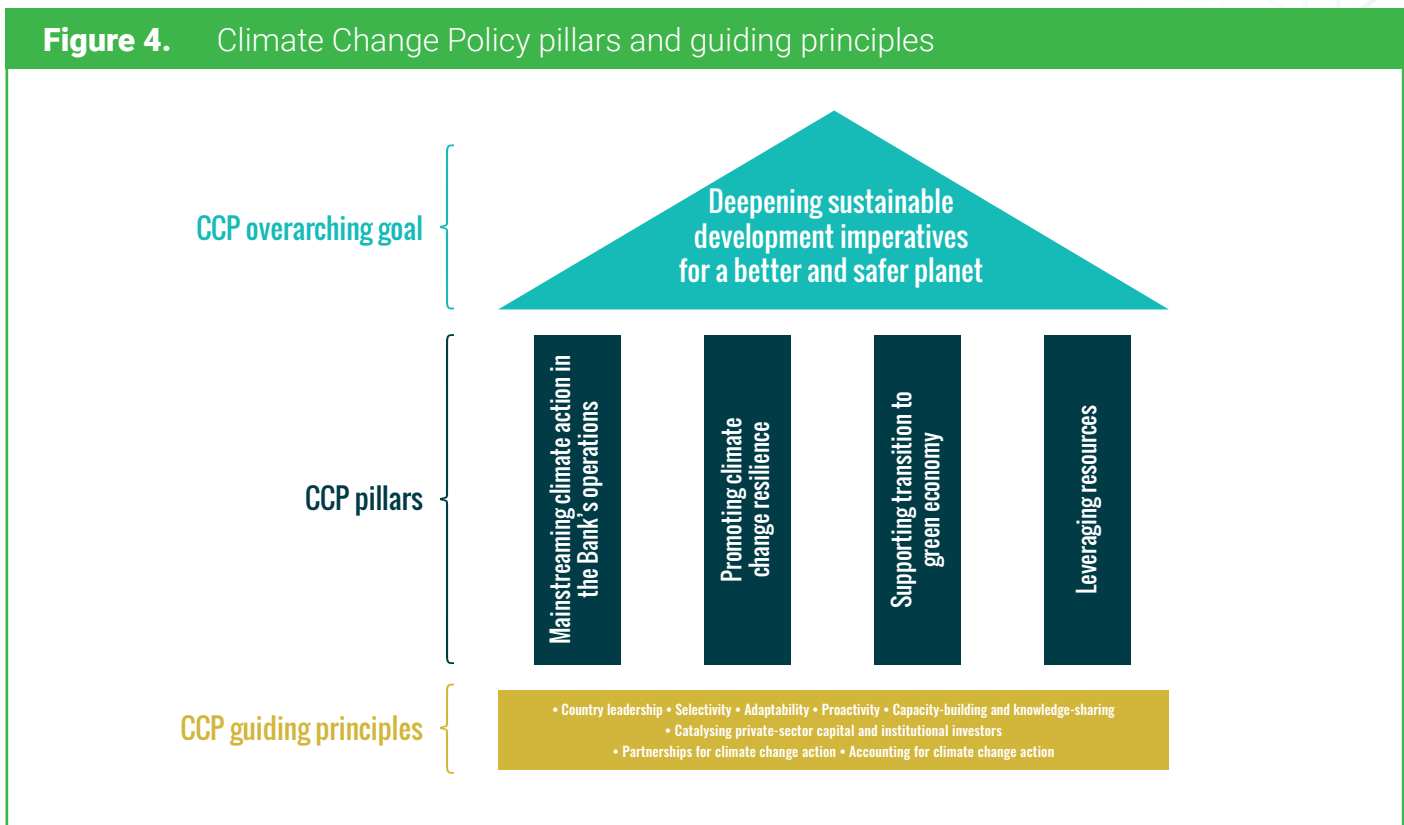 Figure 4. Climate Change Policy pillars and guiding principles
CCP overarching goal
Deepening sustainable
development imperatives
for a better and safer planet
CCP pillars
Mainstreaming climate action in
the Bank's operations
Promoting climate
change resilience
Supporting transition to
green economy
Leveraging resources
CCP guiding principles
• Country leadership • Selectivity • Adaptability • Proactivity • Capacity-building and knowledge-sharing
• Catalysing private-sector capital and institutional investors
• Partnerships for climate change action • Accounting for climate change action